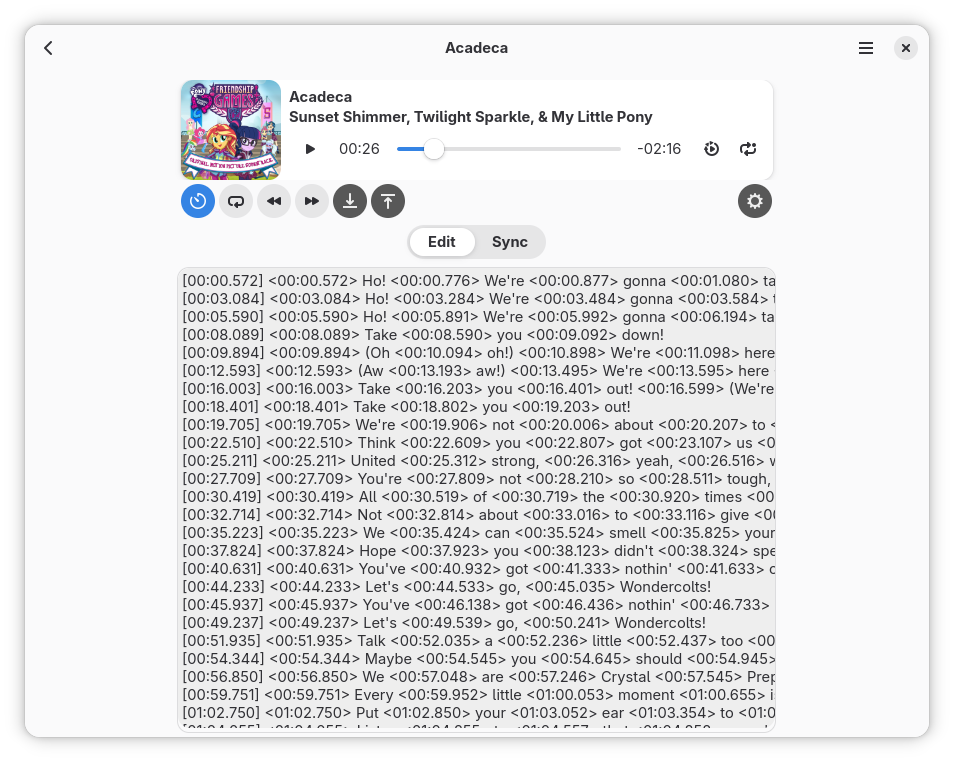 Acadeca
FRIENDSHIP
GAMES
Acadeca
Sunset Shimmer, Twilight Sparkle, & My Little Pony
00:26
-02:16
Edit
Sync
[00:00.572] <00:00.572> Ho! <00:00.776> We're <00:00.877> gonna <00:01.080> ta
[00:03.084] <00:03.084> Ho! <00:03.284> We're <00:03.484> gonna <00:03.584> t
[00:05.590] <00:05.590> Ho! <00:05.891> We're <00:05.992> gonna <00:06.194> ta
[00:08.089] <00:08.089> Take <00:08.590> you <00:09.092> down!
[00:09.894] <00:09.894> (Oh <00:10.094> oh!) <00:10.898> We're <00:11.098> here
[00:12.593] <00:12.593> (Aw <00:13.193> aw!) <00:13.495> We're <00:13.595> here
[00:16.003] <00:16.003> Take <00:16.203> you <00:16.401> out! <00:16.599> (We're
[00:18.401] <00:18.401> Take <00:18.802> you <00:19.203> out!
[00:19.705] <00:19.705> We're <00:19.906> not <00:20.006> about <00:20.207> to <
[00:22.510] <00:22.510> Think <00:22.609> you <00:22.807> got <00:23.107> us <0
[00:25.211] <00:25.211> United <00:25.312> strong, <00:26.316> yeah, <00:26.516> w
[00:27.709] <00:27.709> You're <00:27.809> not <00:28.210> so <00:28.511> tough,
[00:30.419] <00:30.419> All <00:30.519> of <00:30.719> the <00:30.920> times <00
[00:32.714] <00:32.714> Not <00:32.814> about <00:33.016> to <00:33.116> give <00
[00:35.223] <00:35.223> We <00:35.424> can <00:35.524> smell <00:35.825> your
[00:37.824] <00:37.824> Hope <00:37.923> you <00:38.123> didn't <00:38.324> spe
[00:40.631] <00:40.631> You've <00:40.932> got <00:41.333> nothin' <00:41.633> o
[00:44.233] <00:44.233> Let's <00:44.533> go, <00:45.035> Wondercolts!
[00:45.937] <00:45.937> You've <00:46.138> got <00:46.436> nothin' <00:46.733>
[00:49.237] <00:49.237> Let's <00:49.539> go, <00:50.241> Wondercolts!
[00:51.935] <00:51.935> Talk <00:52.035> a <00:52.236> little <00:52.437> too <00
[00:54.344] <00:54.344> Maybe <00:54.545> you <00:54.645> should <00:54.945>
[00:56.850] <00:56.850> We <00:57.048> are <00:57.246> Crystal <00:57.545> Prep
[00:59.751] <00:59.751> Every <00:59.952> little <01:00.053> moment <01:00.655> i
[01:02.750] <01:02.750> Put <01:02.850> your <01:03.052> ear <01:03.354> to <01:0